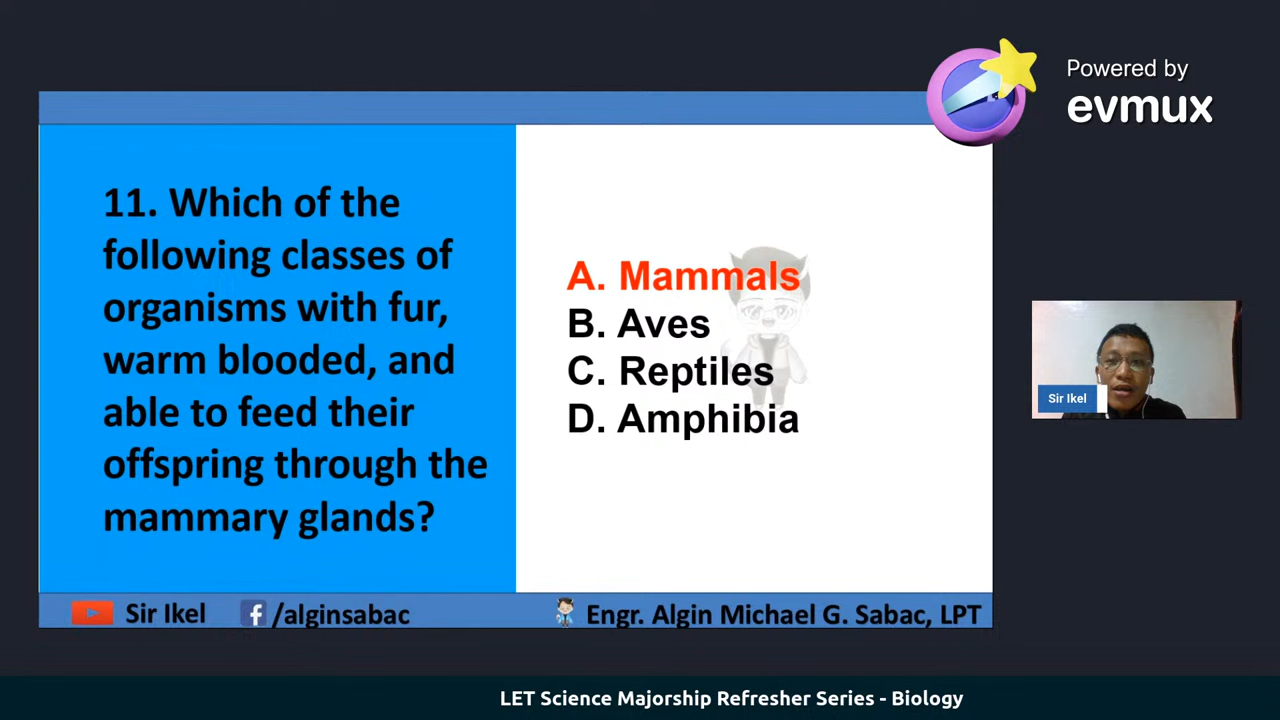 Powered by
evmux
11. Which of the
following classes of
organisms with fur,
warm blooded, and
able to feed their
offspring through the
mammary glands?
A. Mammals
B. Aves
C. Reptiles
D. Amphibia
Sir Ikel
Sir Ikel
/alginsabac
Engr. Algin Michael G. Sabac, LPT
LET Science Majorship Refresher Series - Biology